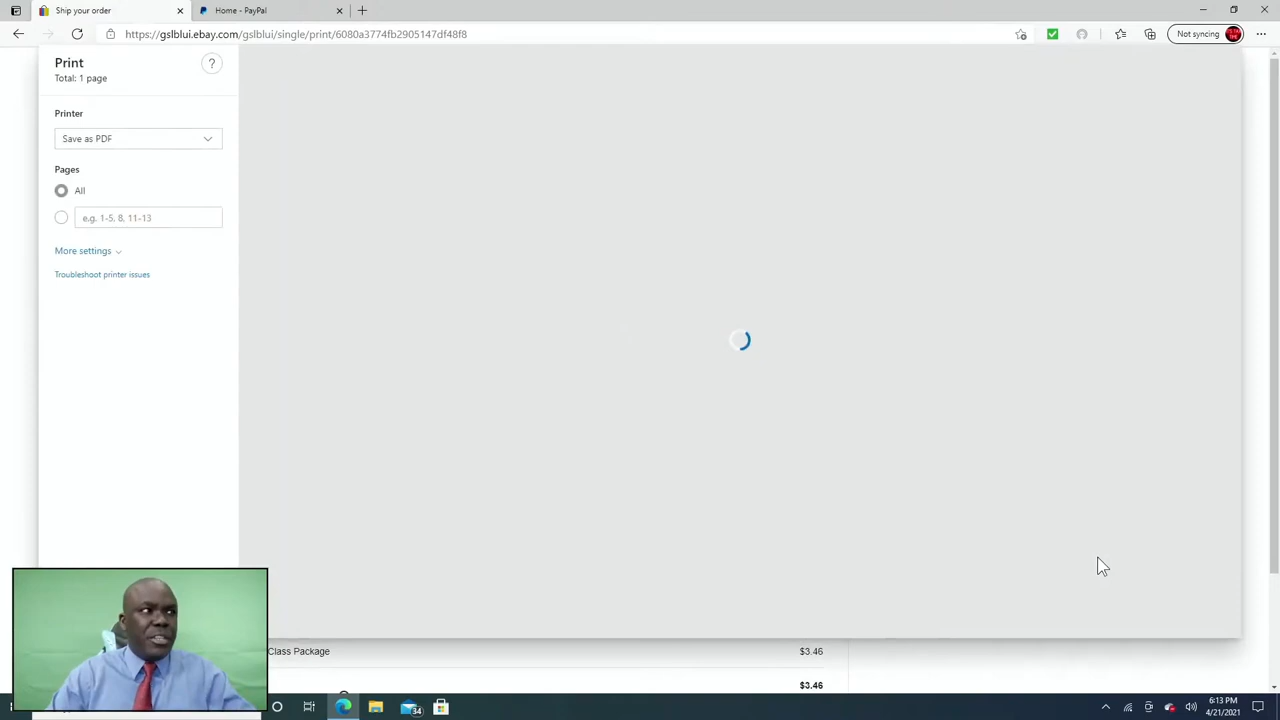 Ship your order
Home - PayPal
https://gslblui.ebay.com/gslblui/single/print/6080a3774fb2905147df48f8
Not syncing
Print
Total: 1 page
?
Printer
Save as PDF
Pages
All
e.g. 1-5, 8, 11-13
More settings
Troubleshoot printer issues
Class Package
$3.46
$3.46
34
6:13 PM
4/21/2021